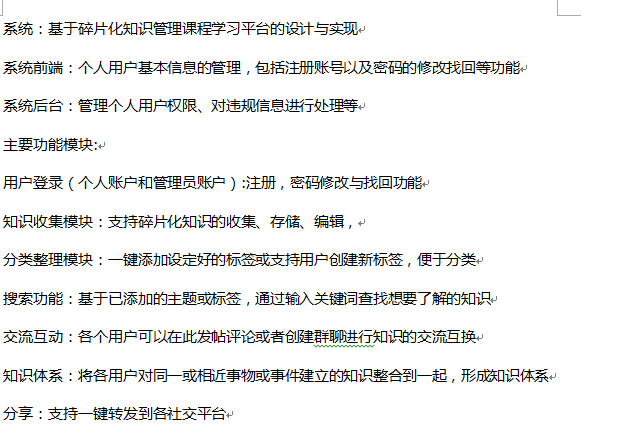 系统：基于碎片化知识管理课程学习平台的设计与实现
系统前端：个人用户基本信息的管理，包括注册账号以及密码的修改找回等功能
系统后台：管理个人用户权限、对违规信息进行处理等
主要功能模块:
用户登录（个人账户和管理员账户）:注册，密码修改与找回功能
知识收集模块：支持碎片化知识的收集、存储、编辑，
分类整理模块：一键添加设定好的标签或支持用户创建新标签，便于分类
搜索功能：基于已添加的主题或标签，通过输入关键词查找想要了解的知识
交流互动：各个用户可以在此发帖评论或者创建群聊进行知识的交流互换
知识体系：将各用户对同一或相近事物或事件建立的知识整合到一起，形成知识体系
分享：支持一键转发到各社交平台